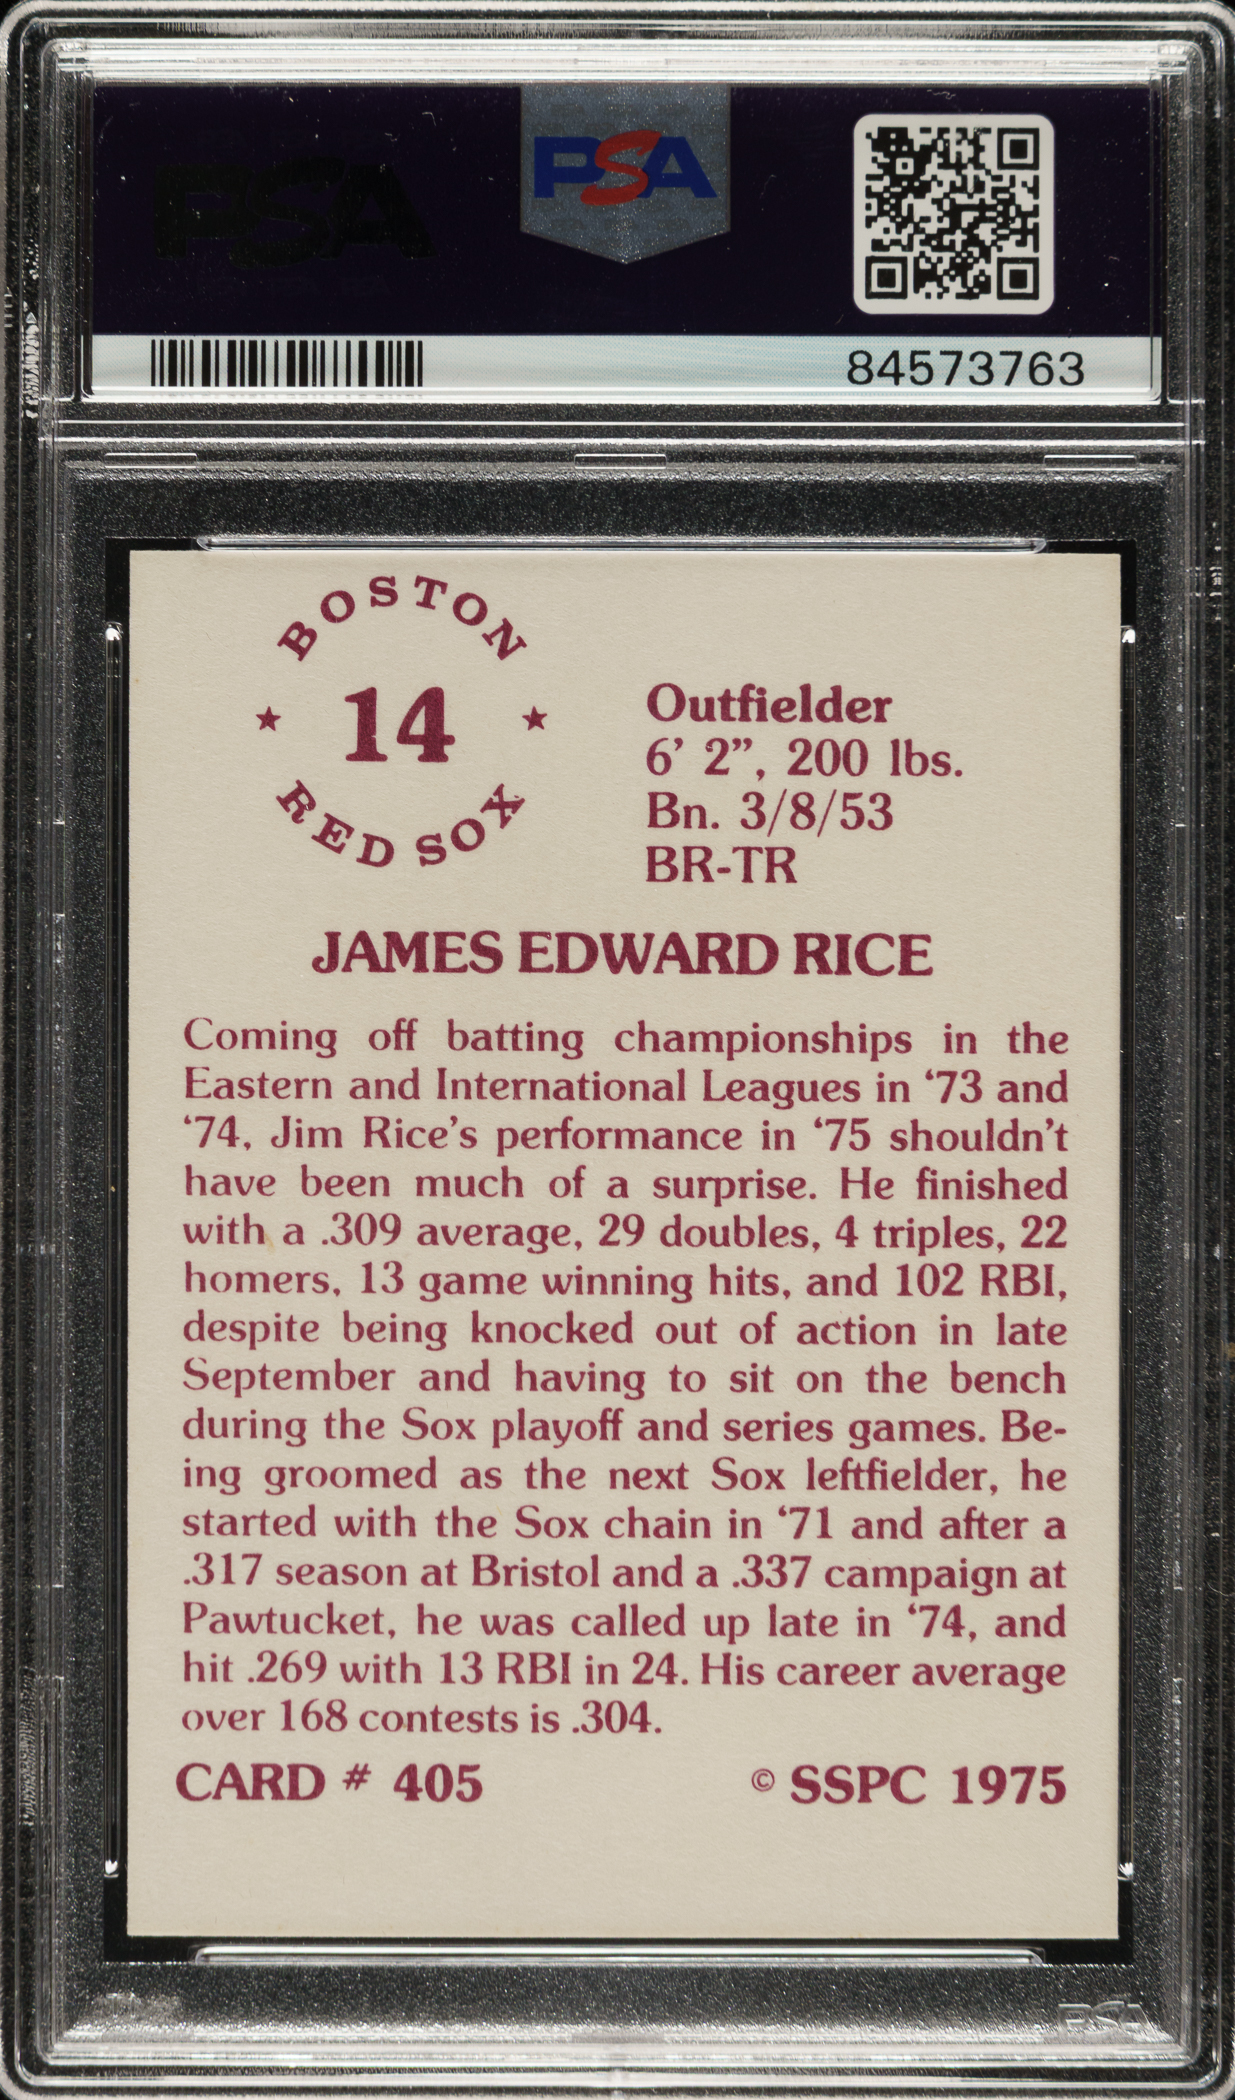 PSA
PSA
84573763
BOSTON
14
RED SOX
Outfielder
6’ 2”, 200 lbs.
Bn. 3/8/53
BR-TR
JAMES EDWARD RICE
Coming off batting championships in the
Eastern and International Leagues in ‘73 and
‘74, Jim Rice’s performance in ‘75 shouldn’t
have been much of a surprise. He finished
with a .309 average, 29 doubles, 4 triples, 22
homers, 13 game winning hits, and 102 RBI,
despite being knocked out of action in late
September and having to sit on the bench
during the Sox playoff and series games. Be-
ing groomed as the next Sox leftfielder, he
started with the Sox chain in ‘71 and after a
.317 season at Bristol and a .337 campaign at
Pawtucket, he was called up late in ‘74, and
hit .269 with 13 RBI in 24. His career average
over 168 contests is .304.
CARD # 405
© SSPC 1975
PSA